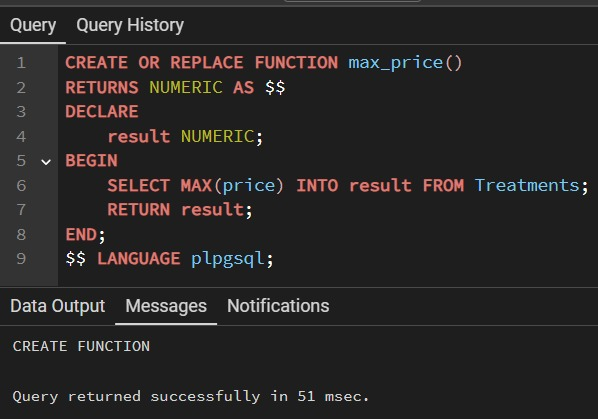 Query Query History
1 CREATE OR REPLACE FUNCTION max_price()
2 RETURNS NUMERIC AS $$
3 DECLARE
4     result NUMERIC;
5 BEGIN
6     SELECT MAX(price) INTO result FROM Treatments;
7     RETURN result;
8 END;
9 $$ LANGUAGE plpgsql;
Data Output Messages Notifications
CREATE FUNCTION
Query returned successfully in 51 msec.